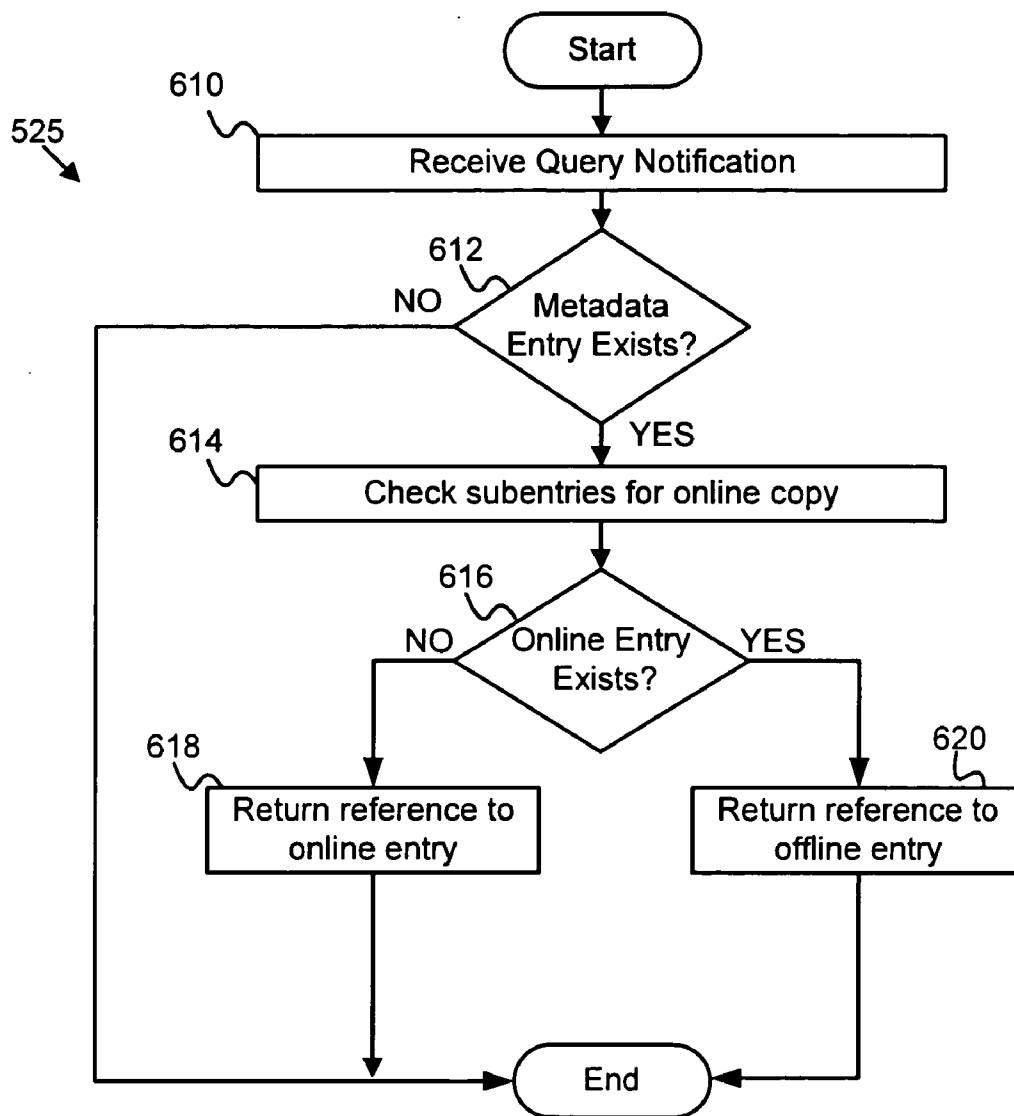 Start
610
525
Receive Query Notification
612
NO
Metadata
Entry Exists?
YES
614
Check subentries for online copy
616
NO
Online Entry
Exists?
YES
618
620
Return reference to
online entry
Return reference to
offline entry
End